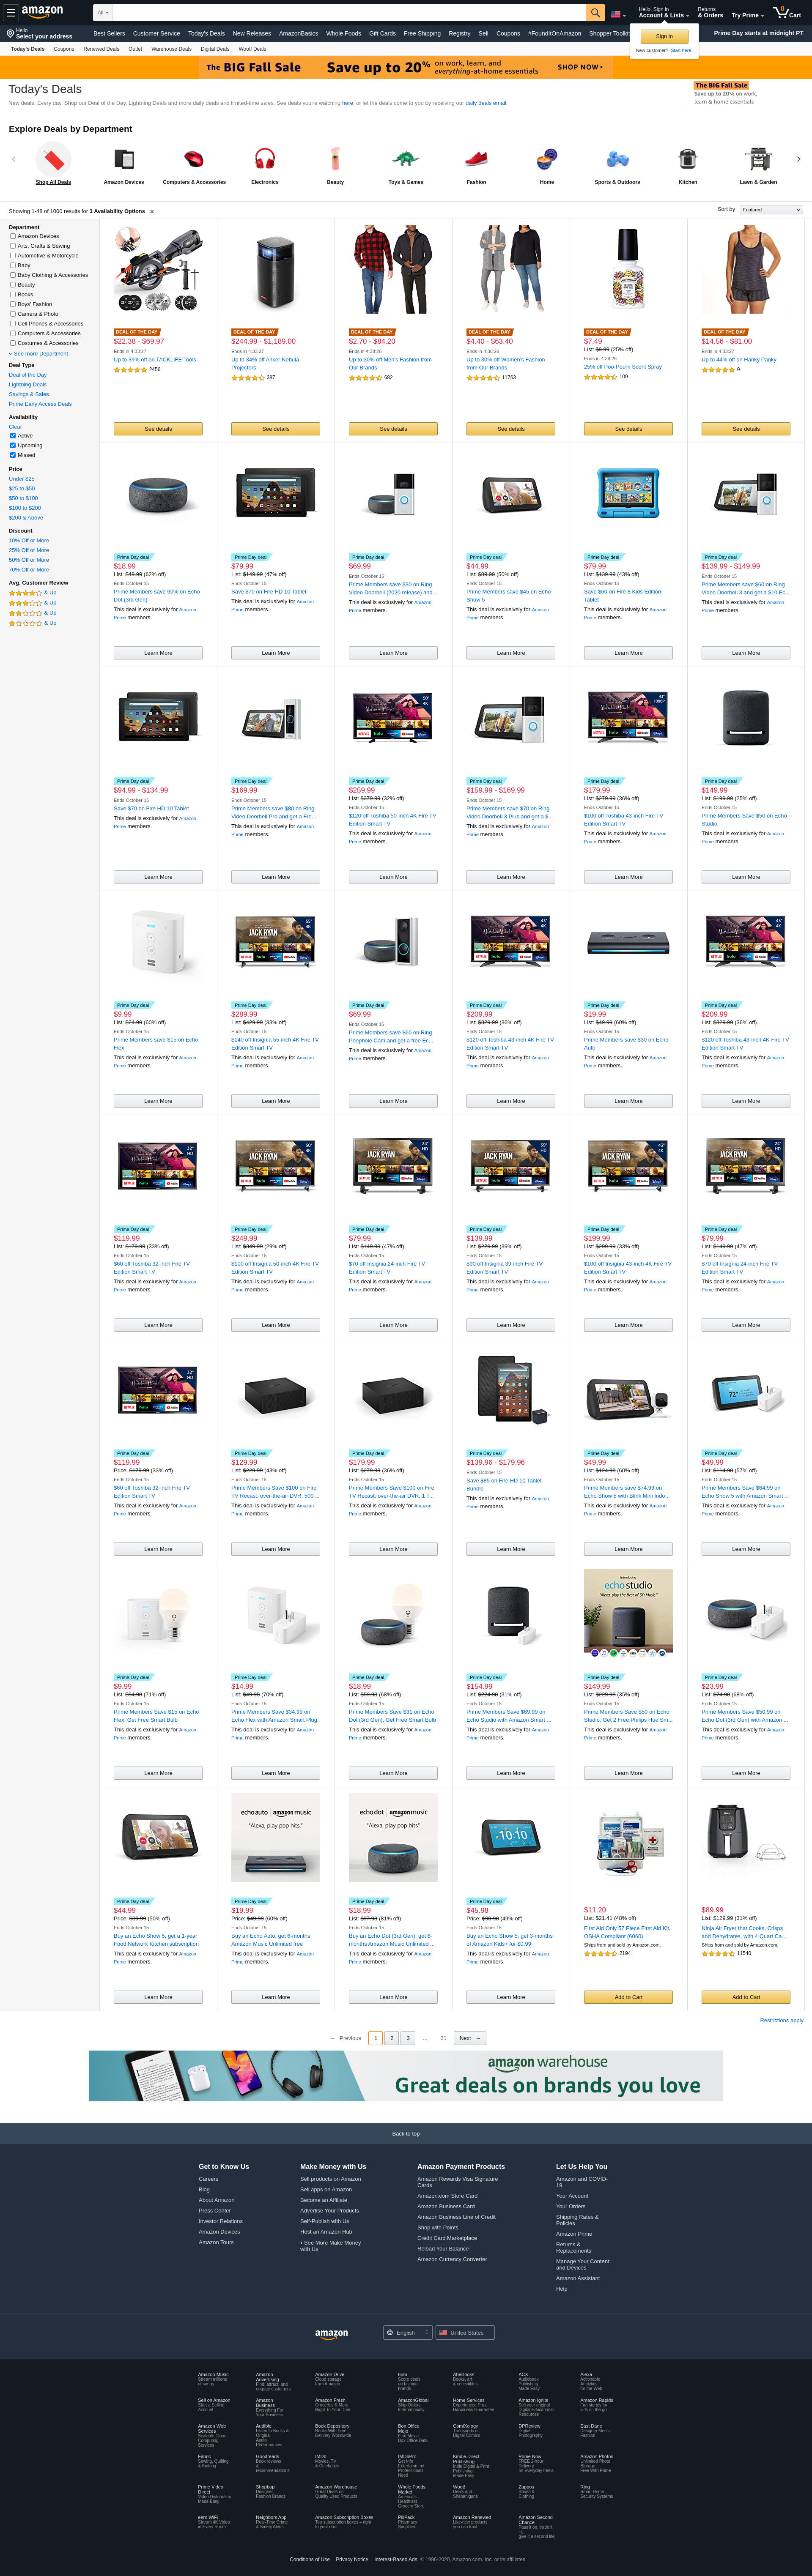 Hello
Select your address
amazon
All
Hello, Sign in
Account & Lists
Returns
& Orders
Try Prime
0
Cart
Best Sellers Customer Service Today's Deals New Releases AmazonBasics Whole Foods Gift Cards Free Shipping Registry Sell Coupons #FoundItOnAmazon Shopper Toolkit
Prime Day starts at midnight PT
Sign in
New customer? Start here.
Today's Deals Coupons Renewed Deals Outlet Warehouse Deals Digital Deals Woot! Deals
The BIG FALL Sale Save up to 20% on work, learn, and everything-at-home essentials SHOP NOW ›
Today's Deals
New deals. Every day. Shop our Deal of the Day, Lightning Deals and more daily deals and limited-time sales. See deals you're watching here, or let the deals come to you by receiving our daily deals email.
The BIG FALL Sale
Save up to 20% on work,
learn & home essentials
Explore Deals by Department
Shop All Deals
Amazon Devices
Computers & Accessories
Electronics
Beauty
Toys & Games
Fashion
Home
Sports & Outdoors
Kitchen
Lawn & Garden
Showing 1-48 of 1000 results for 3 Availability Options
Sort by Featured
Department
Amazon Devices
Arts, Crafts & Sewing
Automotive & Motorcycle
Baby
Baby Clothing & Accessories
Beauty
Books
Boys' Fashion
Camera & Photo
Cell Phones & Accessories
Computers & Accessories
Costumes & Accessories
See more Department
Deal Type
Deal of the Day
Lightning Deals
Savings & Sales
Prime Early Access Deals
Availability
Clear
Active
Upcoming
Missed
Price
Under $25
$25 to $50
$50 to $100
$100 to $200
$200 & Above
Discount
10% Off or More
25% Off or More
50% Off or More
70% Off or More
Avg. Customer Review
& Up
& Up
& Up
& Up
DEAL OF THE DAY
$22.38 - $69.97
Ends in 4:33:27
Up to 39% off on TACKLIFE Tools
2456
See details
DEAL OF THE DAY
$244.99 - $1,189.00
Ends in 4:33:27
Up to 34% off Anker Nebula Projectors
387
See details
DEAL OF THE DAY
$2.70 - $84.20
Ends in 4:38:26
Up to 30% off Men's Fashion from Our Brands
682
See details
DEAL OF THE DAY
$4.40 - $63.40
Ends in 4:38:26
Up to 30% off Women's Fashion from Our Brands
11763
See details
DEAL OF THE DAY
$7.49
List: $9.99 (25% off)
Ends in 4:38:26
25% off Poo-Pourri Scent Spray
109
See details
DEAL OF THE DAY
$14.56 - $81.00
Ends in 4:33:27
Up to 44% off on Hanky Panky
9
See details
Prime Day deal
$18.99
List: $49.99 (62% off)
Ends October 15
Prime Members save 60% on Echo Dot (3rd Gen)
This deal is exclusively for Amazon Prime members.
Learn More
Prime Day deal
$79.99
List: $149.99 (47% off)
Ends October 15
Save $70 on Fire HD 10 Tablet
This deal is exclusively for Amazon Prime members.
Learn More
Prime Day deal
$69.99
Ends October 15
Prime Members save $30 on Ring Video Doorbell (2020 release) and...
This deal is exclusively for Amazon Prime members.
Learn More
Prime Day deal
$44.99
List: $89.99 (50% off)
Ends October 15
Prime Members save $45 on Echo Show 5
This deal is exclusively for Amazon Prime members.
Learn More
Prime Day deal
$79.99
List: $139.99 (43% off)
Ends October 15
Save $60 on Fire 8 Kids Edition Tablet
This deal is exclusively for Amazon Prime members.
Learn More
Prime Day deal
$139.99 - $149.99
Ends October 15
Prime Members save $60 on Ring Video Doorbell 3 and get a $10 Ec...
This deal is exclusively for Amazon Prime members.
Learn More
Prime Day deal
$94.99 - $134.99
Ends October 15
Save $70 on Fire HD 10 Tablet
This deal is exclusively for Amazon Prime members.
Learn More
Prime Day deal
$169.99
Ends October 15
Prime Members save $80 on Ring Video Doorbell Pro and get a Fre...
This deal is exclusively for Amazon Prime members.
Learn More
Prime Day deal
$259.99
List: $379.99 (32% off)
Ends October 15
$120 off Toshiba 50-inch 4K Fire TV Edition Smart TV
This deal is exclusively for Amazon Prime members.
Learn More
Prime Day deal
$159.99 - $169.99
Ends October 15
Prime Members save $70 on Ring Video Doorbell 3 Plus and get a $...
This deal is exclusively for Amazon Prime members.
Learn More
Prime Day deal
$179.99
List: $279.99 (36% off)
Ends October 15
$100 off Toshiba 43-inch Fire TV Edition Smart TV
This deal is exclusively for Amazon Prime members.
Learn More
Prime Day deal
$149.99
List: $199.99 (25% off)
Ends October 15
Prime Members Save $50 on Echo Studio
This deal is exclusively for Amazon Prime members.
Learn More
Prime Day deal
$9.99
List: $24.99 (60% off)
Ends October 15
Prime Members save $15 on Echo Flex
This deal is exclusively for Amazon Prime members.
Learn More
Prime Day deal
$289.99
List: $429.99 (33% off)
Ends October 15
$140 off Insignia 55-inch 4K Fire TV Edition Smart TV
This deal is exclusively for Amazon Prime members.
Learn More
Prime Day deal
$69.99
Ends October 15
Prime Members save $60 on Ring Peephole Cam and get a free Ec...
This deal is exclusively for Amazon Prime members.
Learn More
Prime Day deal
$209.99
List: $329.99 (36% off)
Ends October 15
$120 off Toshiba 43-inch 4K Fire TV Edition Smart TV
This deal is exclusively for Amazon Prime members.
Learn More
Prime Day deal
$19.99
List: $49.99 (60% off)
Ends October 15
Prime Members save $30 on Echo Auto
This deal is exclusively for Amazon Prime members.
Learn More
Prime Day deal
$209.99
List: $329.99 (36% off)
Ends October 15
$120 off Toshiba 43-inch 4K Fire TV Edition Smart TV
This deal is exclusively for Amazon Prime members.
Learn More
Prime Day deal
$119.99
List: $179.99 (33% off)
Ends October 15
$60 off Toshiba 32-inch Fire TV Edition Smart TV
This deal is exclusively for Amazon Prime members.
Learn More
Prime Day deal
$249.99
List: $349.99 (29% off)
Ends October 15
$100 off Insignia 50-inch 4K Fire TV Edition Smart TV
This deal is exclusively for Amazon Prime members.
Learn More
Prime Day deal
$79.99
List: $149.99 (47% off)
Ends October 15
$70 off Insignia 24-inch Fire TV Edition Smart TV
This deal is exclusively for Amazon Prime members.
Learn More
Prime Day deal
$139.99
List: $229.99 (39% off)
Ends October 15
$90 off Insignia 39-inch Fire TV Edition Smart TV
This deal is exclusively for Amazon Prime members.
Learn More
Prime Day deal
$199.99
List: $299.99 (33% off)
Ends October 15
$100 off Insignia 43-inch 4K Fire TV Edition Smart TV
This deal is exclusively for Amazon Prime members.
Learn More
Prime Day deal
$79.99
List: $149.99 (47% off)
Ends October 15
$70 off Insignia 24-inch Fire TV Edition Smart TV
This deal is exclusively for Amazon Prime members.
Learn More
Prime Day deal
$119.99
Price: $179.99 (33% off)
Ends October 15
$60 off Toshiba 32-inch Fire TV Edition Smart TV
This deal is exclusively for Amazon Prime members.
Learn More
Prime Day deal
$129.99
List: $229.99 (43% off)
Ends October 15
Prime Members Save $100 on Fire TV Recast, over-the-air DVR, 500 ...
This deal is exclusively for Amazon Prime members.
Learn More
Prime Day deal
$179.99
List: $279.99 (36% off)
Ends October 15
Prime Members Save $100 on Fire TV Recast, over-the-air DVR, 1 T...
This deal is exclusively for Amazon Prime members.
Learn More
Prime Day deal
$139.96 - $179.96
Ends October 15
Save $85 on Fire HD 10 Tablet Bundle
This deal is exclusively for Amazon Prime members.
Learn More
Prime Day deal
$49.99
List: $124.98 (60% off)
Ends October 15
Prime Members save $74.99 on Echo Show 5 with Blink Mini Indo...
This deal is exclusively for Amazon Prime members.
Learn More
Prime Day deal
$49.99
List: $114.98 (57% off)
Ends October 15
Prime Members Save $64.99 on Echo Show 5 with Amazon Smart ...
This deal is exclusively for Amazon Prime members.
Learn More
Prime Day deal
$9.99
List: $34.98 (71% off)
Ends October 15
Prime Members Save $15 on Echo Flex, Get Free Smart Bulb
This deal is exclusively for Amazon Prime members.
Learn More
Prime Day deal
$14.99
List: $49.98 (70% off)
Ends October 15
Prime Members Save $34.99 on Echo Flex with Amazon Smart Plug
This deal is exclusively for Amazon Prime members.
Learn More
Prime Day deal
$18.99
List: $59.98 (68% off)
Ends October 15
Prime Members Save $31 on Echo Dot (3rd Gen), Get Free Smart Bulb
This deal is exclusively for Amazon Prime members.
Learn More
Prime Day deal
$154.99
List: $224.98 (31% off)
Ends October 15
Prime Members Save $69.99 on Echo Studio with Amazon Smart ...
This deal is exclusively for Amazon Prime members.
Learn More
Introducing
echo studio
"Alexa, play the Best of 3D Music."
Prime Day deal
$149.99
List: $229.98 (35% off)
Ends October 15
Prime Members Save $50 on Echo Studio, Get 2 Free Philips Hue Sm...
This deal is exclusively for Amazon Prime members.
Learn More
Prime Day deal
$23.99
List: $74.98 (68% off)
Ends October 15
Prime Members Save $50.99 on Echo Dot (3rd Gen) with Amazon ...
This deal is exclusively for Amazon Prime members.
Learn More
Prime Day deal
$44.99
Price: $89.99 (50% off)
Ends October 15
Buy an Echo Show 5, get a 1-year Food Network Kitchen subscription
This deal is exclusively for Amazon Prime members.
Learn More
echo auto amazon music
"Alexa, play pop hits."
Prime Day deal
$19.99
Price: $49.99 (60% off)
Ends October 15
Buy an Echo Auto, get 6-months Amazon Music Unlimited free
This deal is exclusively for Amazon Prime members.
Learn More
echo dot amazon music
"Alexa, play pop hits"
Prime Day deal
$18.99
List: $97.93 (81% off)
Ends October 15
Buy an Echo Dot (3rd Gen), get 6-months Amazon Music Unlimited ...
This deal is exclusively for Amazon Prime members.
Learn More
Prime Day deal
$45.98
Price: $90.98 (49% off)
Ends October 15
Buy an Echo Show 5, get 3-months of Amazon Kids+ for $0.99
This deal is exclusively for Amazon Prime members.
Learn More
$11.20
List: $21.41 (48% off)
First Aid Only 57 Piece First Aid Kit, OSHA Compliant (6060)
Ships from and sold by Amazon.com.
2194
Add to Cart
$89.99
List: $129.99 (31% off)
Ninja Air Fryer that Cooks, Crisps and Dehydrates, with 4 Quart Ca...
Ships from and sold by Amazon.com.
11540
Add to Cart
Restrictions apply
← Previous 1 2 3 ... 21 Next →
amazon warehouse
Great deals on brands you love
Back to top
Get to Know Us
Careers
Blog
About Amazon
Press Center
Investor Relations
Amazon Devices
Amazon Tours
Make Money with Us
Sell products on Amazon
Sell apps on Amazon
Become an Affiliate
Advertise Your Products
Self-Publish with Us
Host an Amazon Hub
› See More Make Money with Us
Amazon Payment Products
Amazon Rewards Visa Signature Cards
Amazon.com Store Card
Amazon Business Card
Amazon Business Line of Credit
Shop with Points
Credit Card Marketplace
Reload Your Balance
Amazon Currency Converter
Let Us Help You
Amazon and COVID-19
Your Account
Your Orders
Shipping Rates & Policies
Amazon Prime
Returns & Replacements
Manage Your Content and Devices
Amazon Assistant
Help
amazon
English
United States
Amazon Music
Stream millions of songs
Amazon Advertising
Find, attract, and engage customers
Amazon Drive
Cloud storage from Amazon
6pm
Score deals on fashion brands
AbeBooks
Books, art & collectibles
ACX
Audiobook Publishing Made Easy
Alexa
Actionable Analytics for the Web
Sell on Amazon
Start a Selling Account
Amazon Business
Everything For Your Business
Amazon Fresh
Groceries & More Right To Your Door
AmazonGlobal
Ship Orders Internationally
Home Services
Experienced Pros Happiness Guarantee
Amazon Ignite
Sell your original Digital Educational Resources
Amazon Rapids
Fun stories for kids on the go
Amazon Web Services
Scalable Cloud Computing Services
Audible
Listen to Books & Original Audio Performances
Book Depository
Books With Free Delivery Worldwide
Box Office Mojo
Find Movie Box Office Data
ComiXology
Thousands of Digital Comics
DPReview
Digital Photography
East Dane
Designer Men's Fashion
Fabric
Sewing, Quilting & Knitting
Goodreads
Book reviews & recommendations
IMDb
Movies, TV & Celebrities
IMDbPro
Get Info Entertainment Professionals Need
Kindle Direct Publishing
Indie Digital & Print Publishing Made Easy
Prime Now
FREE 2-hour Delivery on Everyday Items
Amazon Photos
Unlimited Photo Storage Free With Prime
Prime Video Direct
Video Distribution Made Easy
Shopbop
Designer Fashion Brands
Amazon Warehouse
Great Deals on Quality Used Products
Whole Foods Market
America's Healthiest Grocery Store
Woot!
Deals and Shenanigans
Zappos
Shoes & Clothing
Ring
Smart Home Security Systems
eero WiFi
Stream 4K Video in Every Room
Neighbors App
Real-Time Crime & Safety Alerts
Amazon Subscription Boxes
Top subscription boxes – right to your door
PillPack
Pharmacy Simplified
Amazon Renewed
Like-new products you can trust
Amazon Second Chance
Pass it on, trade it in, give it a second life
Conditions of Use Privacy Notice Interest-Based Ads © 1996-2020, Amazon.com, Inc. or its affiliates